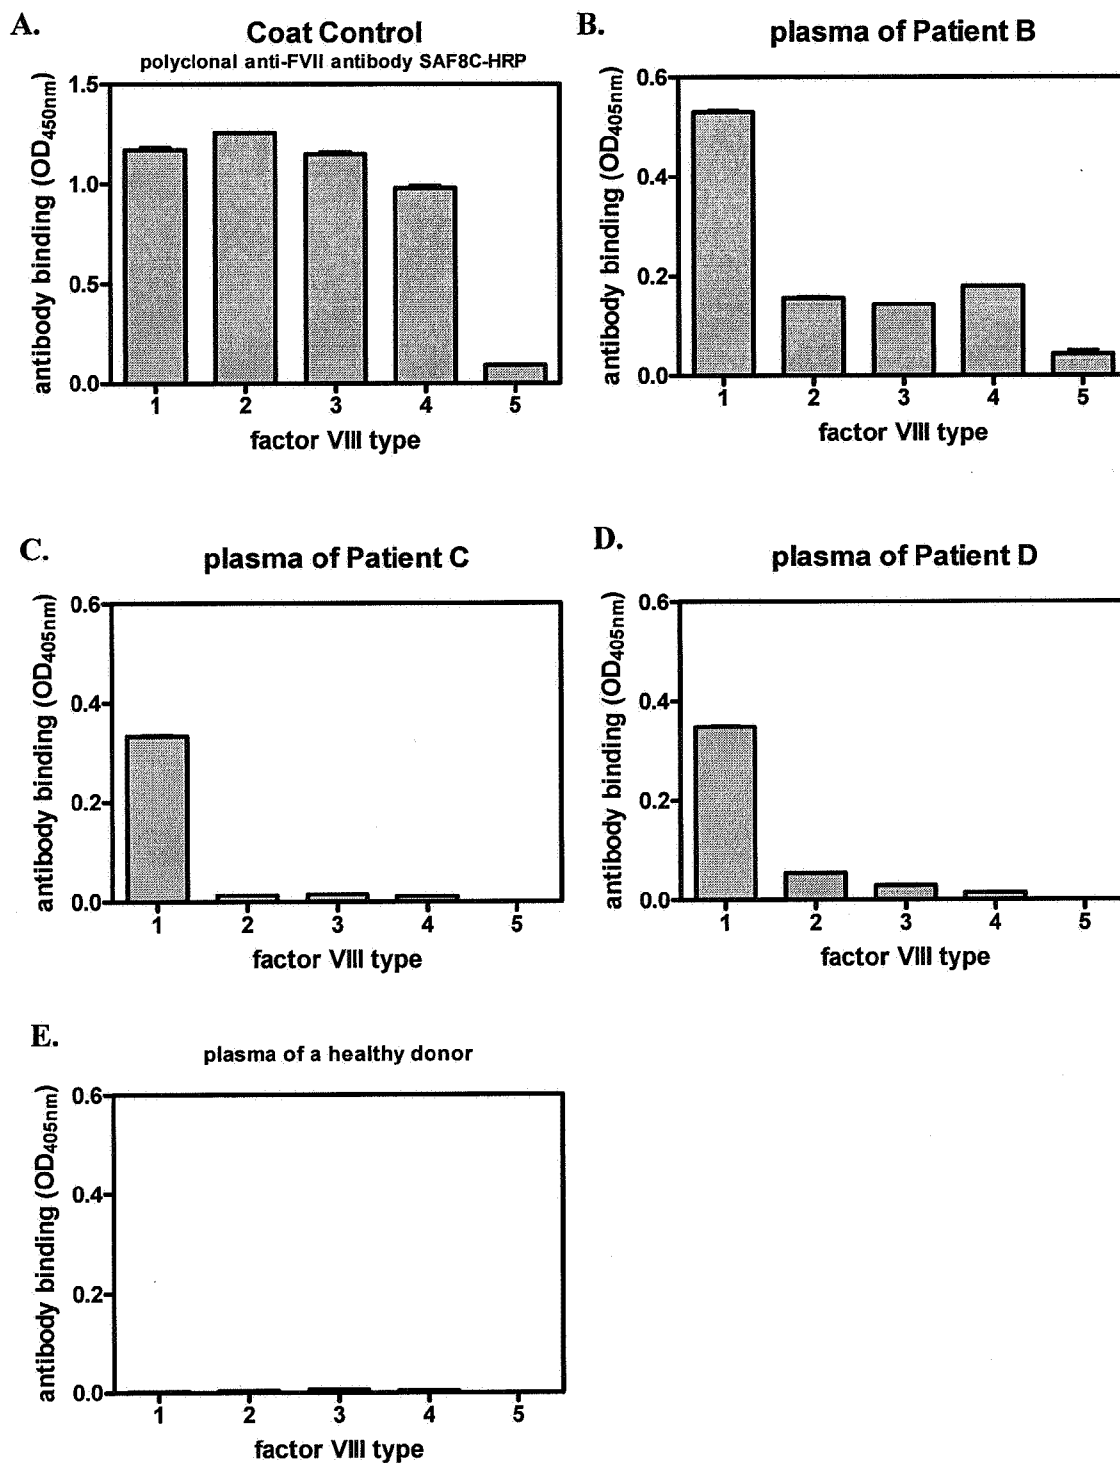 A.
Coat Control
polyclonal anti-FVII antibody SAF8C-HRP
antibody binding (OD450nm)
1.5
1.0
0.5
0.0
1 2 3 4 5
factor VIII type
B.
plasma of Patient B
antibody binding (OD405nm)
0.6
0.4
0.2
0.0
1 2 3 4 5
factor VIII type
C.
plasma of Patient C
antibody binding (OD405nm)
0.6
0.4
0.2
0.0
1 2 3 4 5
factor VIII type
D.
plasma of Patient D
antibody binding (OD405nm)
0.6
0.4
0.2
0.0
1 2 3 4 5
factor VIII type
E.
plasma of a healthy donor
antibody binding (OD405nm)
0.6
0.4
0.2
0.0
1 2 3 4 5
factor VIII type